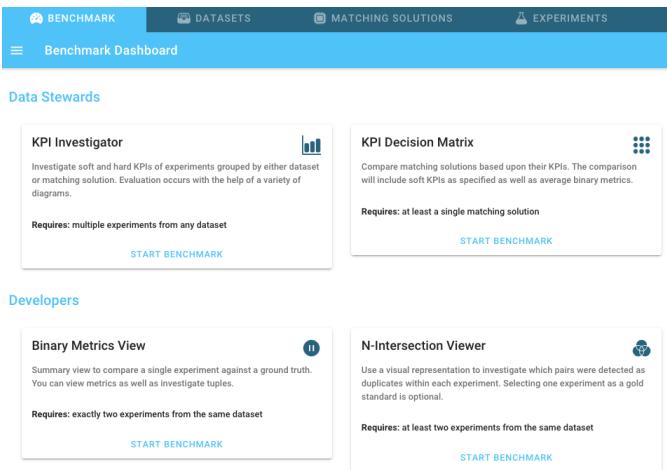 BENCHMARK
DATASETS
MATCHING SOLUTIONS
EXPERIMENTS
Benchmark Dashboard
Data Stewards
KPI Investigator
Investigate soft and hard KPIs of experiments grouped by either dataset
or matching solution. Evaluation occurs with the help of a variety of
diagrams.
Requires: multiple experiments from any dataset
START BENCHMARK
KPI Decision Matrix
Compare matching solutions based upon their KPIs. The comparison
will include soft KPIs as specified as well as average binary metrics.
Requires: at least a single matching solution
START BENCHMARK
Developers
Binary Metrics View
Summary view to compare a single experiment against a ground truth.
You can view metrics as well as investigate tuples.
Requires: exactly two experiments from the same dataset
START BENCHMARK
N-Intersection Viewer
Use a visual representation to investigate which pairs were detected as
duplicates within each experiment. Selecting one experiment as a gold
standard is optional.
Requires: at least two experiments from the same dataset
START BENCHMARK